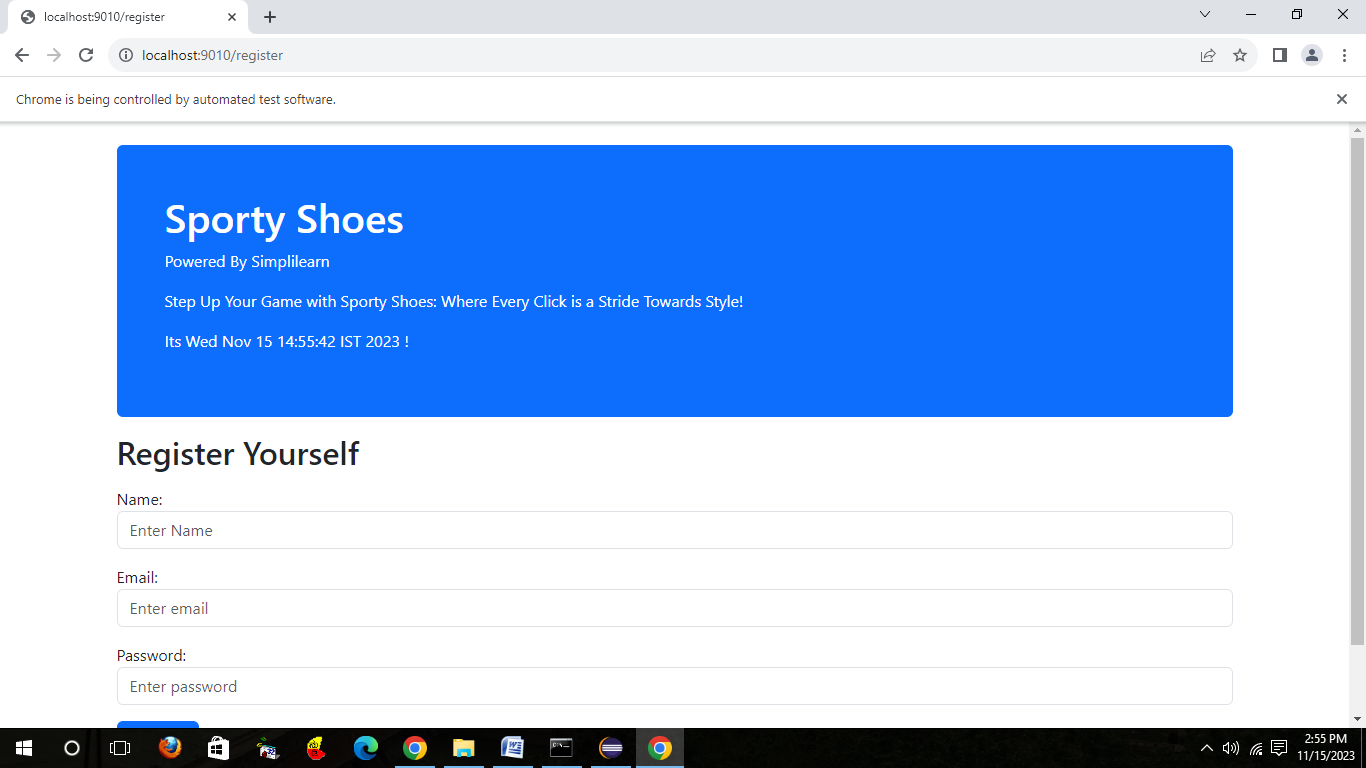 localhost:9010/register
localhost:9010/register
Chrome is being controlled by automated test software.
Sporty Shoes
Powered By Simplilearn
Step Up Your Game with Sporty Shoes: Where Every Click is a Stride Towards Style!
Its Wed Nov 15 14:55:42 IST 2023 !
Register Yourself
Name:
Enter Name
Email:
Enter email
Password:
Enter password
2:55 PM
11/15/2023